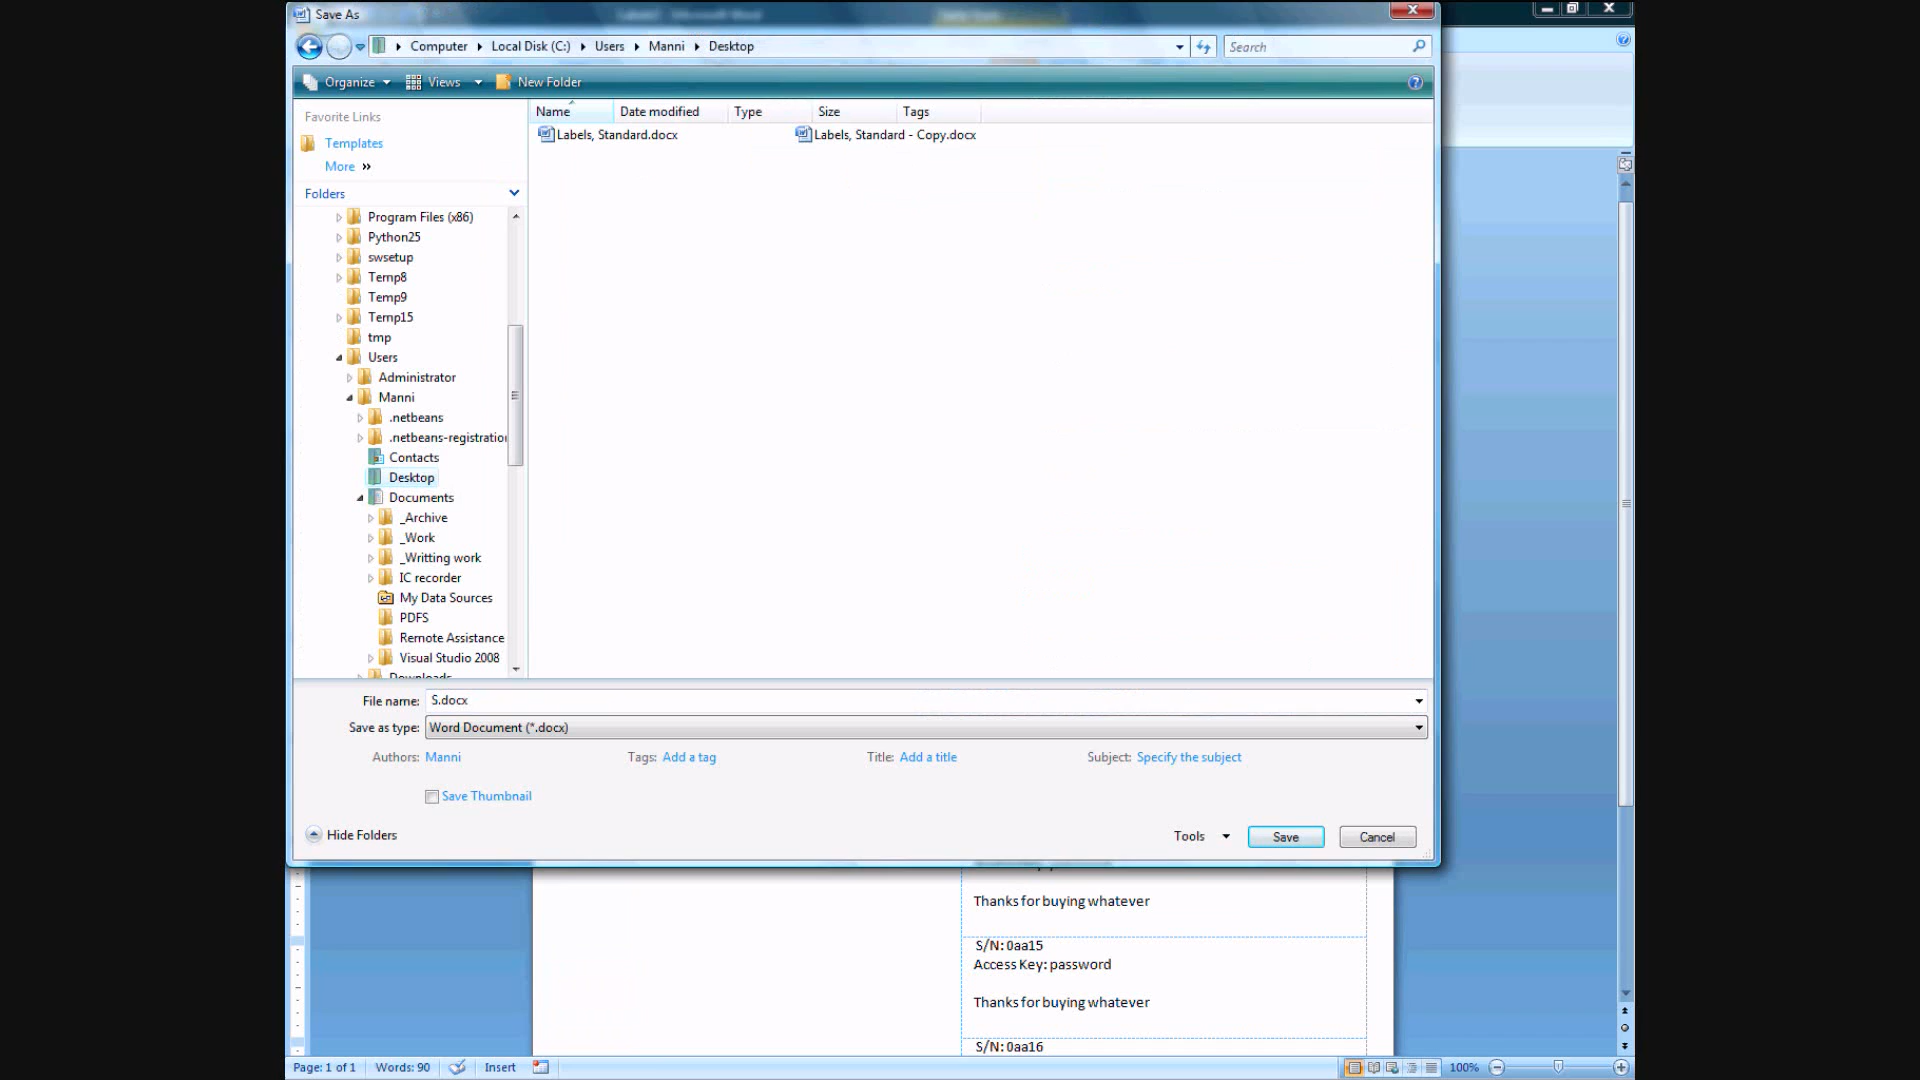 Save As
Computer Local Disk (C:) Users Manni Desktop
Search
Organize Views New Folder
Favorite Links
Templates
More »
Folders
Name Date modified Type Size Tags
Labels, Standard.docx Labels, Standard - Copy.docx
Program Files (x86)
Python25
swsetup
Temp8
Temp9
Temp15
tmp
Users
Administrator
Manni
.netbeans
.netbeans-registration
Contacts
Desktop
Documents
_Archive
_Work
_Writting work
IC recorder
My Data Sources
PDFS
Remote Assistance
Visual Studio 2008
Downloads
File name: S.docx
Save as type: Word Document (*.docx)
Authors: Manni Tags: Add a tag Title: Add a title Subject: Specify the subject
Save Thumbnail
Hide Folders
Tools Save Cancel
Thanks for buying whatever
S/N: 0aa15
Access Key: password
Thanks for buying whatever
S/N: 0aa16
Page: 1 of 1 Words: 90 Insert 100%